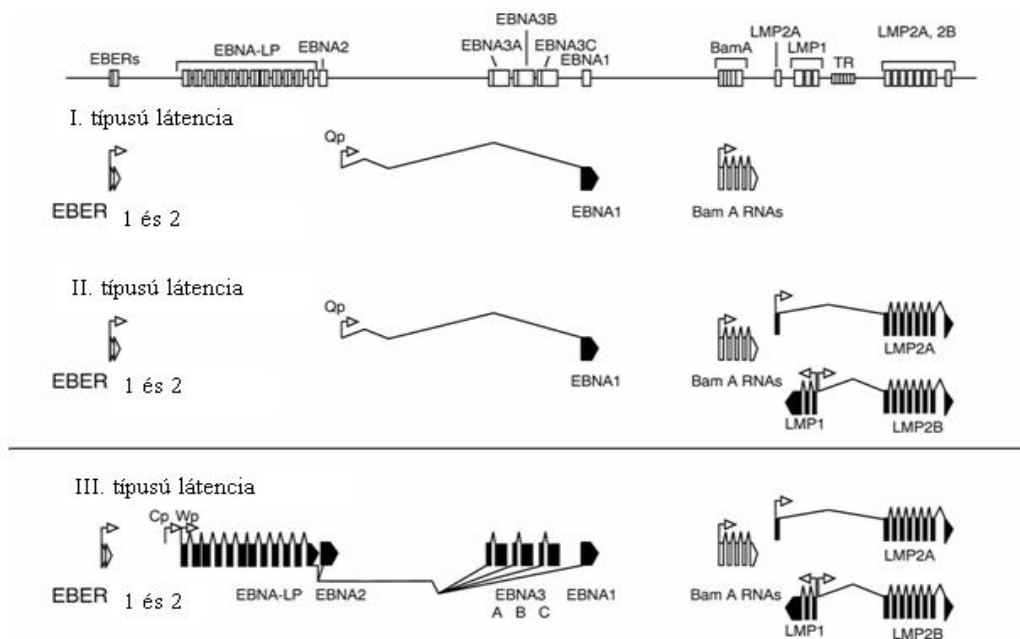 EBNA3B
EBERs EBNA-LP EBNA2 EBNA3A EBNA3C EBNA1 BamA LMP2A LMP1 TR LMP2A, 2B
I. típusú látencia
Qp
EBER 1 és 2 EBNA1 Bam A RNAs
II. típusú látencia
Qp
LMP2A
EBER 1 és 2 EBNA1 Bam A RNAs
LMP1 LMP2B
III. típusú látencia
Cp Wp
LMP2A
EBER 1 és 2 EBNA-LP EBNA2 EBNA3 EBNA1 Bam A RNAs
A B C
LMP1 LMP2B